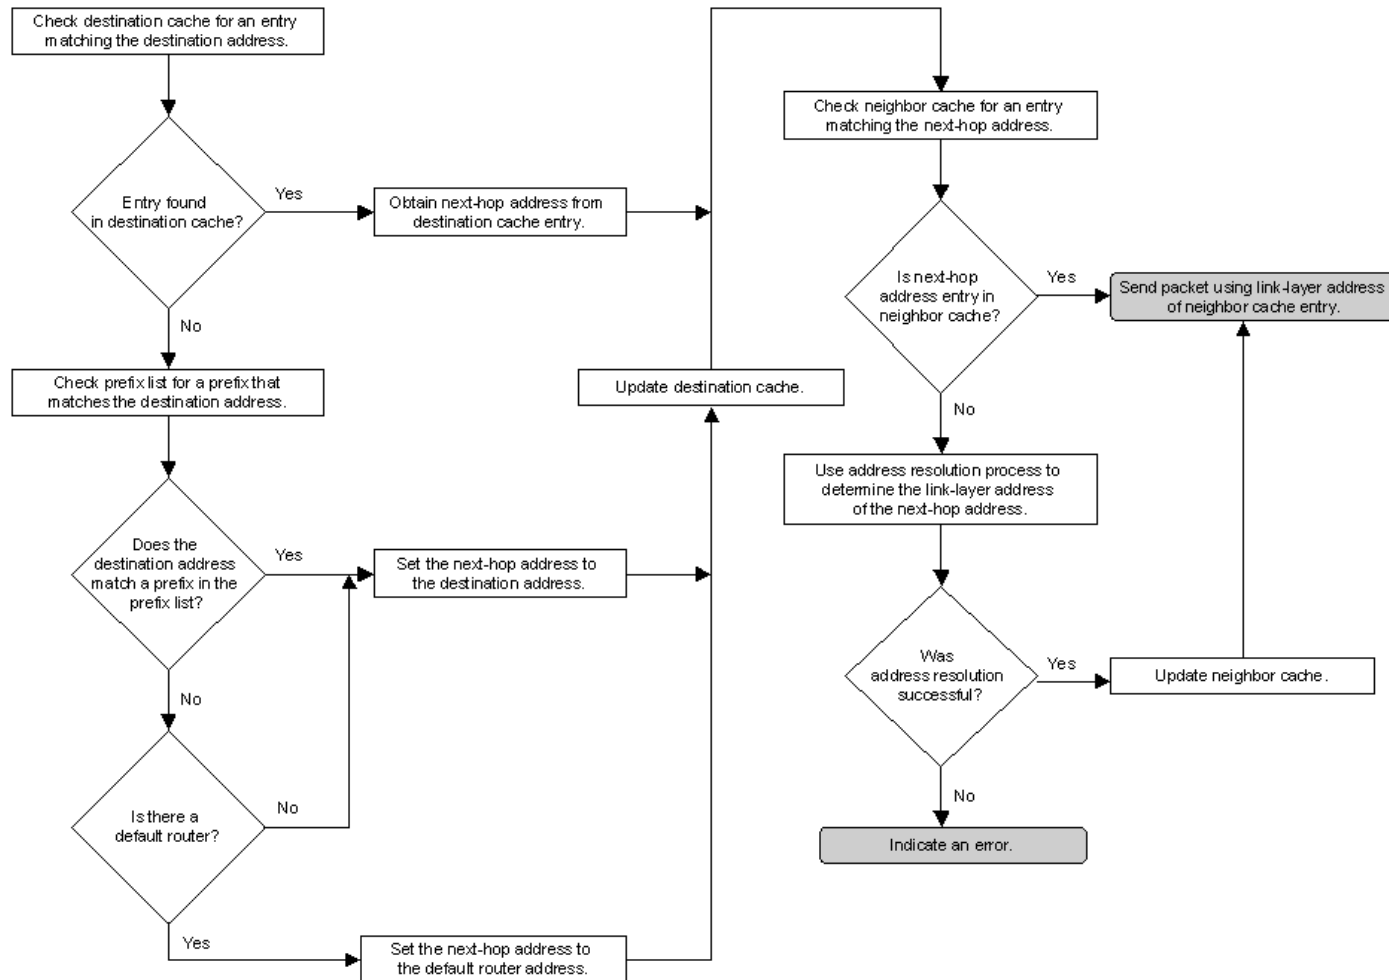 Check destination cache for an entry
matching the destination address.
Entry found
in destination cache?
Yes
Obtain next-hop address from
destination cache entry.
No
Check prefix list for a prefix that
matches the destination address.
Does the
destination address
match a prefix in the
prefix list?
Yes
Set the next-hop address to
the destination address.
No
Is there a
default router?
No
Yes
Set the next-hop address to
the default router address.
Update destination cache.
Check neighbor cache for an entry
matching the next-hop address.
Is next-hop
address entry in
neighbor cache?
Yes
Send packet using link-layer address
of neighbor cache entry.
No
Use address resolution process to
determine the link-layer address
of the next-hop address.
Was
address resolution
successful?
Yes
Update neighbor cache.
No
Indicate an error.